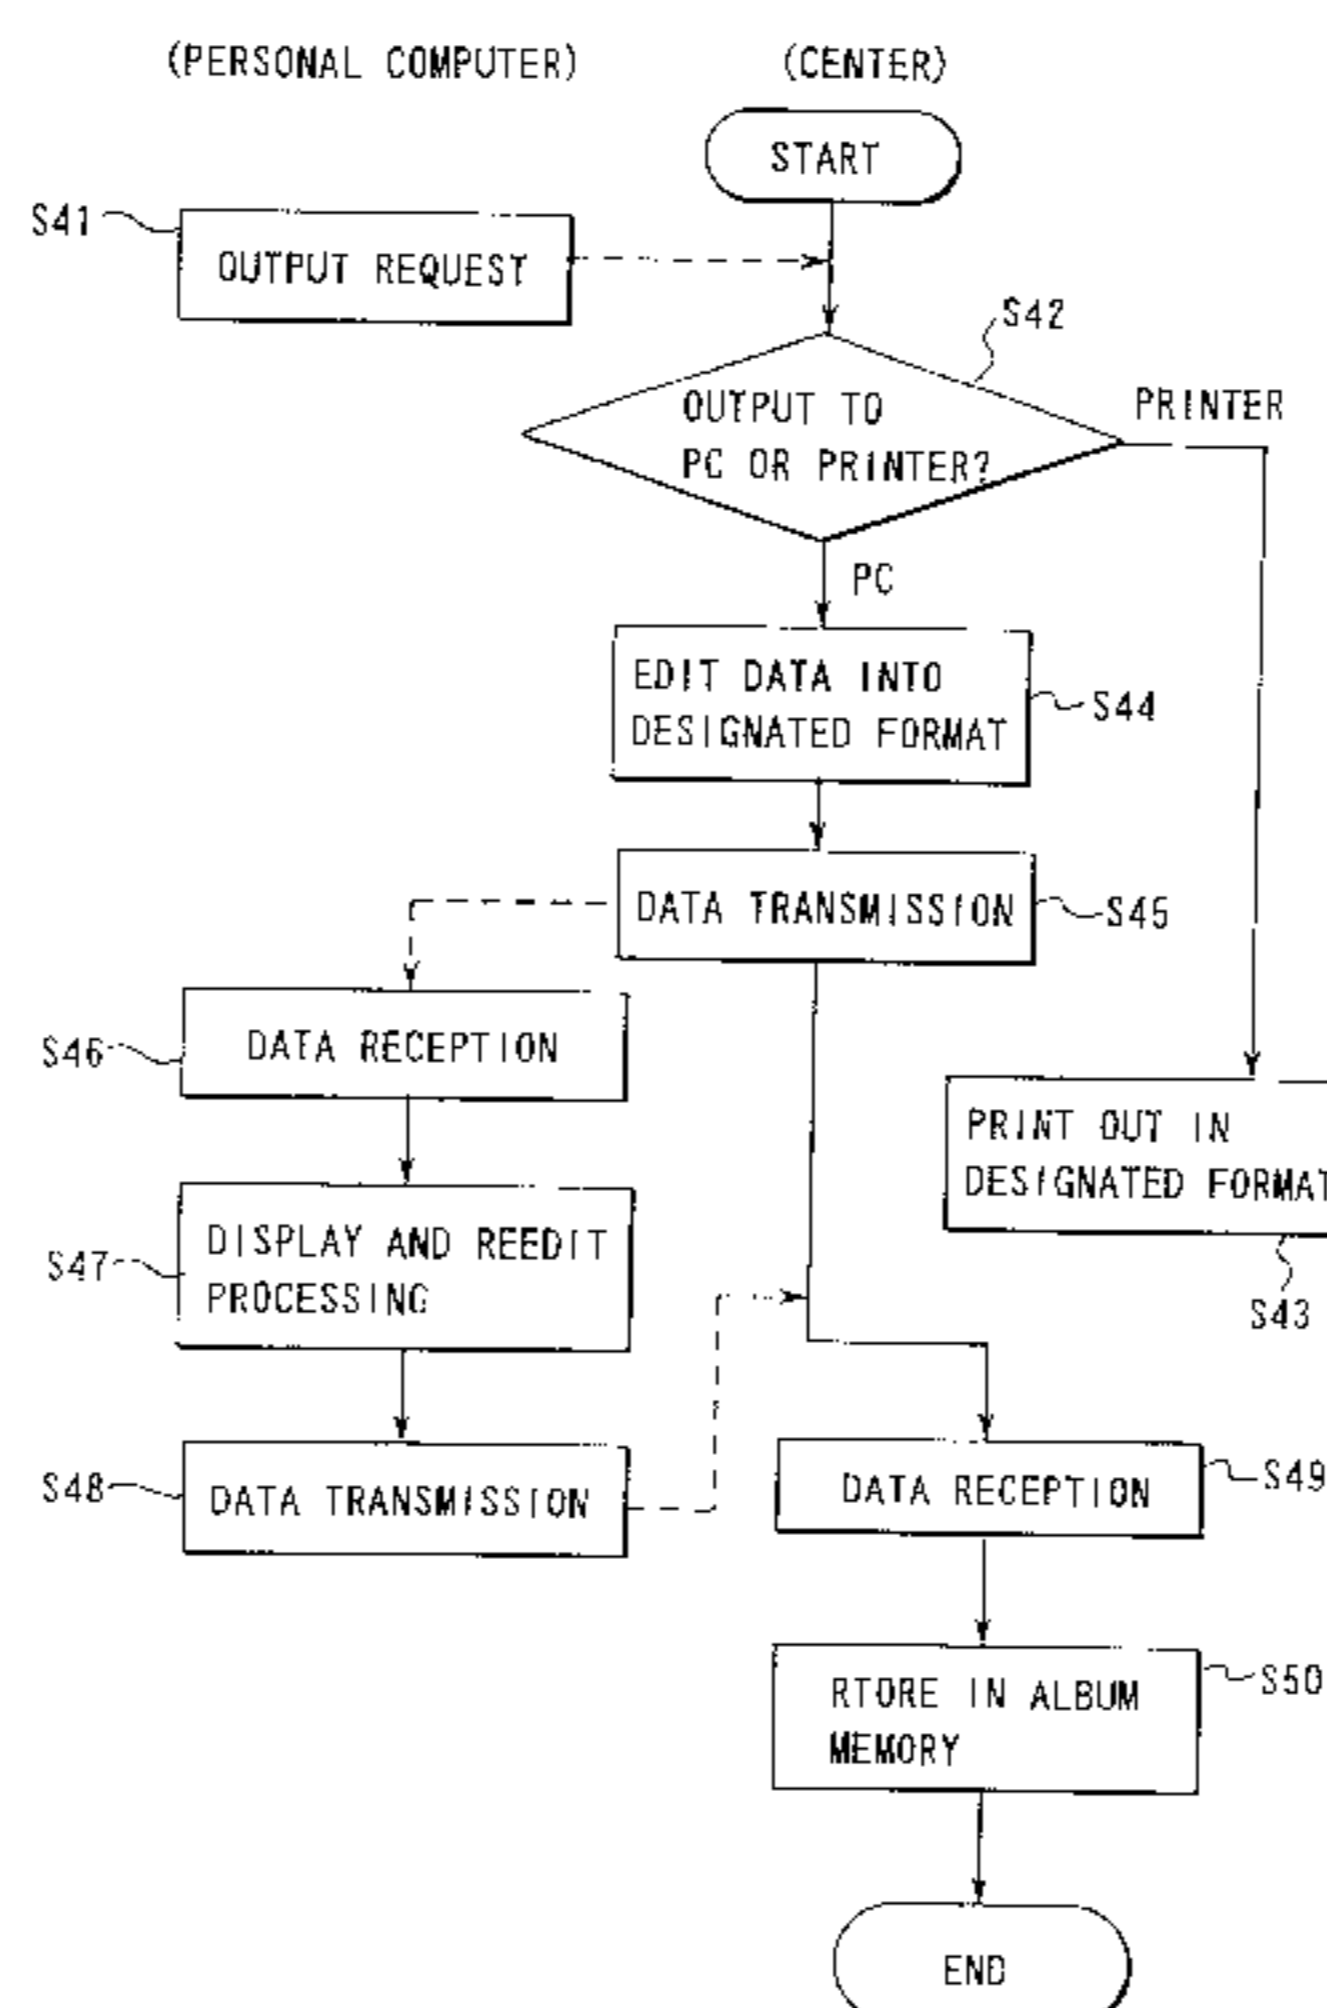 (PERSONAL COMPUTER)
(CENTER)
START
S41
OUTPUT REQUEST
S42
OUTPUT TO
PC OR PRINTER?
PRINTER
PC
EDIT DATA INTO
DESIGNATED FORMAT
S44
DATA TRANSMISSION
S45
S46
DATA RECEPTION
PRINT OUT IN
DESIGNATED FORMAT
S43
S47
DISPLAY AND REEDIT
PROCESSING
S48
DATA TRANSMISSION
DATA RECEPTION
S49
RTORE IN ALBUM
MEMORY
S50
END